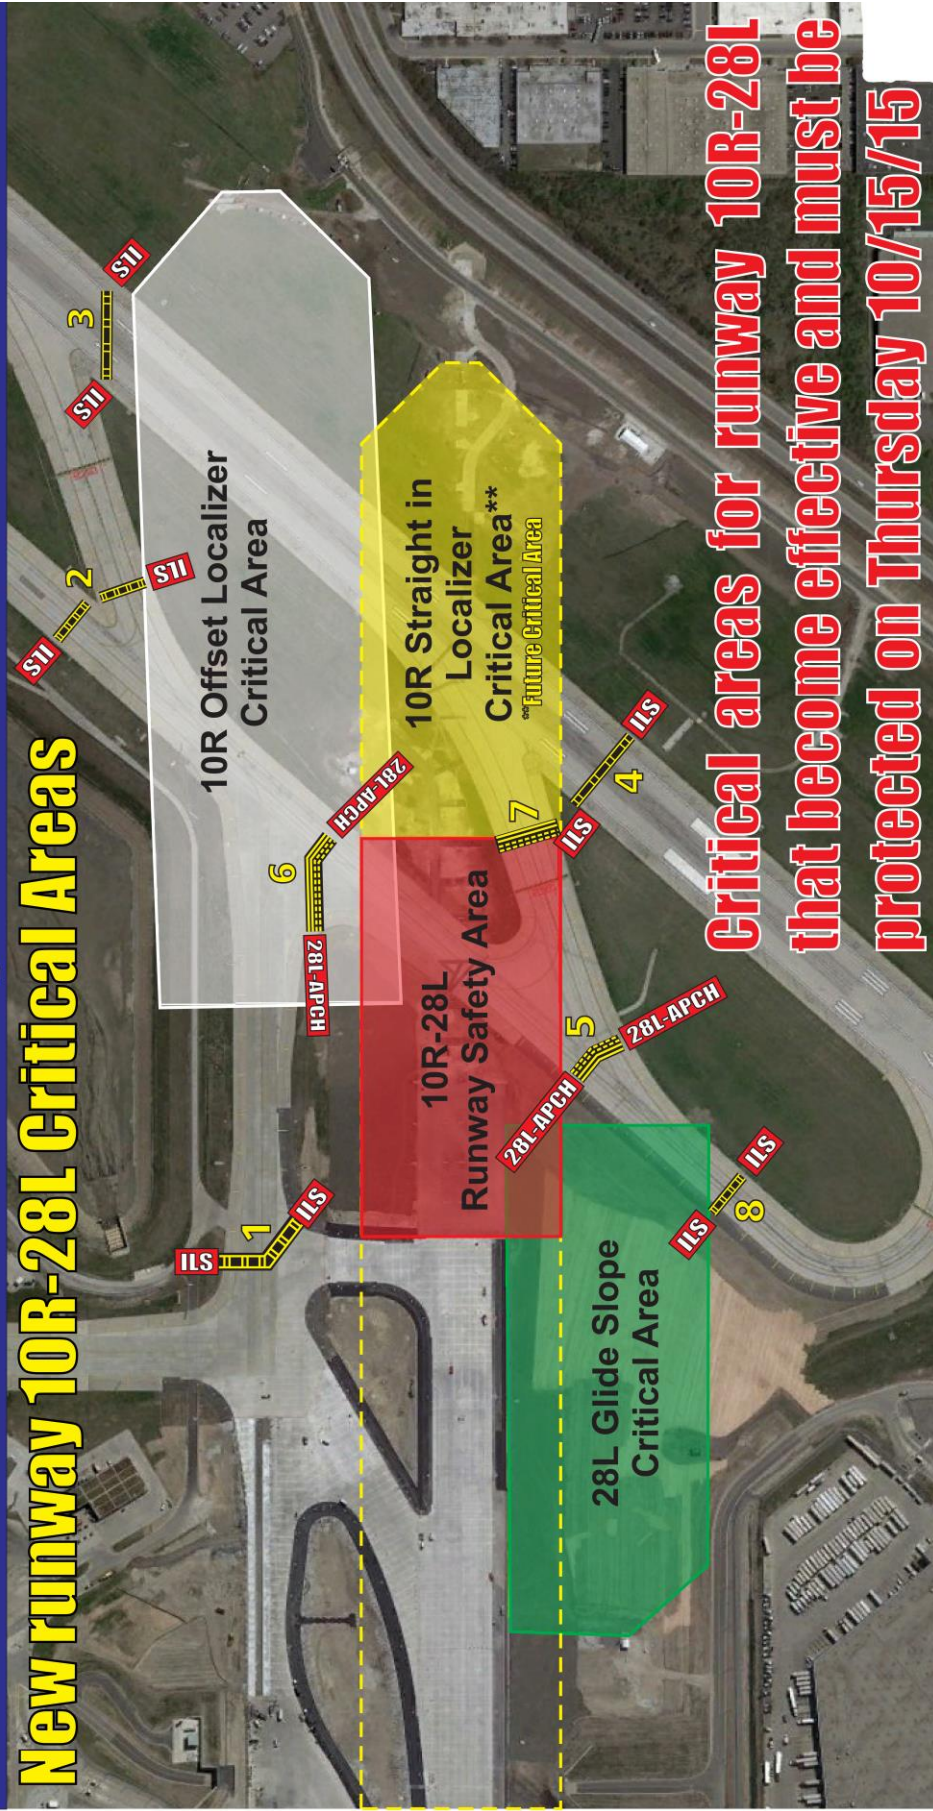 New runway 10R-28L Critical Areas
ILS
2
ILS
ILS
3
ILS
10R Offset Localizer
Critical Area
ILS
1
ILS
28L-APCH
6
28L-APCH
10R-28L
Runway Safety Area
10R Straight in
Localizer
Critical Area**
**Future Critical Area
7
28L-APCH
5
28L-APCH
ILS
4
ILS
28L Glide Slope
Critical Area
ILS
8
ILS
Critical areas for runway 10R-28L
that become effective and must be
protected on Thursday 10/15/15